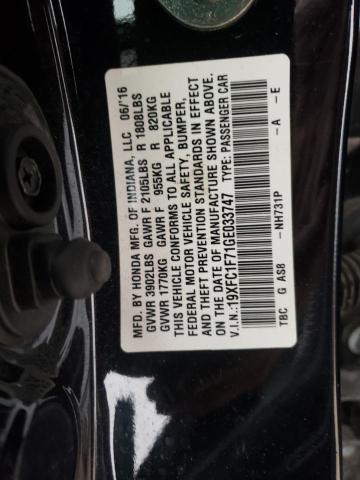 MFD. BY HONDA MFG. OF INDIANA, LLC 06/'16
GVWR 3902LBS GAWR F 2105LBS R 1808LBS
GVWR 1770KG GAWR F 955KG R 820KG
THIS VEHICLE CONFORMS TO ALL APPLICABLE
FEDERAL MOTOR VEHICLE SAFETY, BUMPER,
AND THEFT PREVENTION STANDARDS IN EFFECT
ON THE DATE OF MANUFACTURE SHOWN ABOVE.
V.I.N.:19XFC1F71GE033747 TYPE: PASSENGER CAR
TBC G AS8 -NH731P -A -E